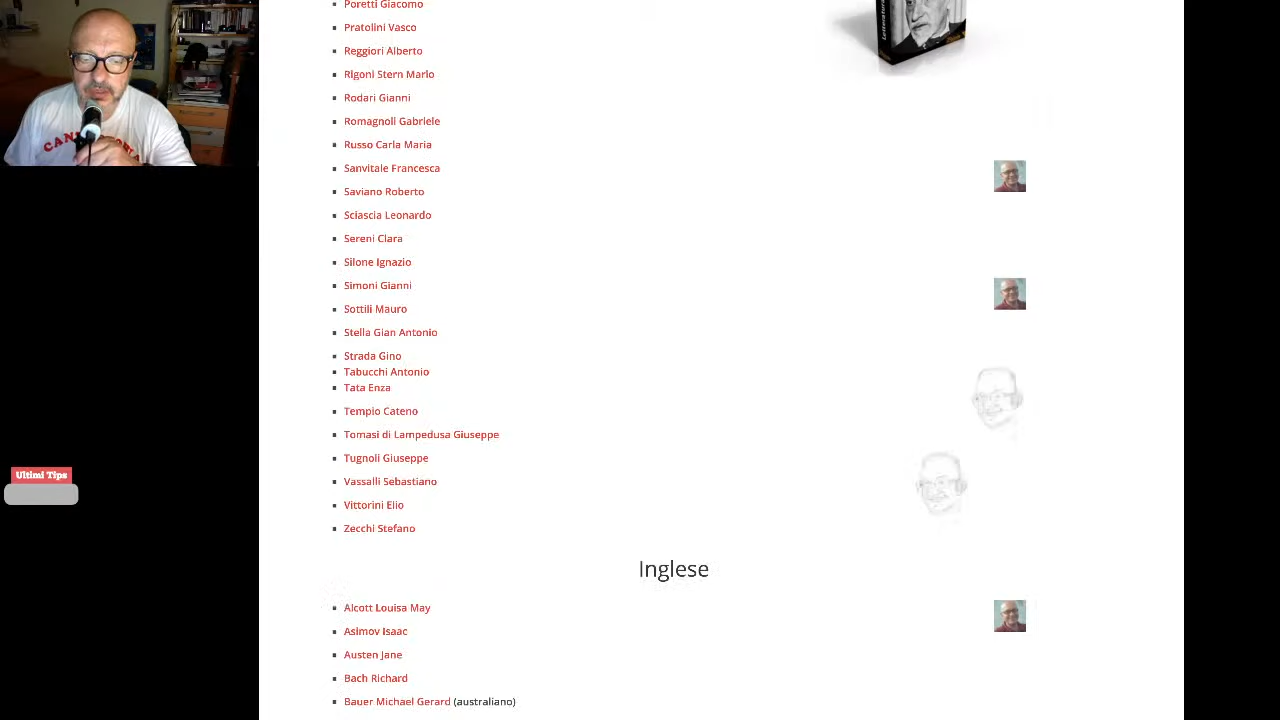 Poretti Giacomo
Pratolini Vasco
Reggiori Alberto
Rigoni Stern Marlo
Rodari Gianni
Romagnoli Gabriele
Russo Carla Maria
Sanvitale Francesca
Saviano Roberto
Sciascia Leonardo
Sereni Clara
Silone Ignazio
Simoni Gianni
Sottili Mauro
Stella Gian Antonio
Strada Gino
Tabucchi Antonio
Tata Enza
Tempio Cateno
Tomasi di Lampedusa Giuseppe
Tugnoli Giuseppe
Vassalli Sebastiano
Vittorini Elio
Zecchi Stefano
Inglese
Alcott Louisa May
Asimov Isaac
Austen Jane
Bach Richard
Bauer Michael Gerard (australiano)
Ultimi Tips